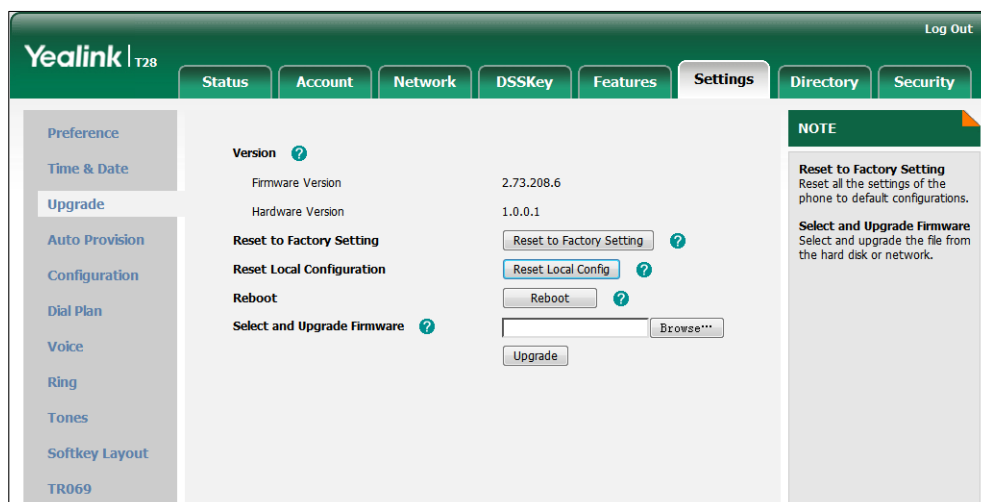 Log Out
Yealink | T28
Status Account Network DSSKey Features Settings Directory Security
Preference
Time & Date
Upgrade
Auto Provision
Configuration
Dial Plan
Voice
Ring
Tones
Softkey Layout
TR069
Version ?
Firmware Version 2.73.208.6
Hardware Version 1.0.0.1
Reset to Factory Setting Reset to Factory Setting ?
Reset Local Configuration Reset Local Config ?
Reboot Reboot ?
Select and Upgrade Firmware ? Browse...
Upgrade
NOTE
Reset to Factory Setting
Reset all the settings of the
phone to default configurations.
Select and Upgrade Firmware
Select and upgrade the file from
the hard disk or network.